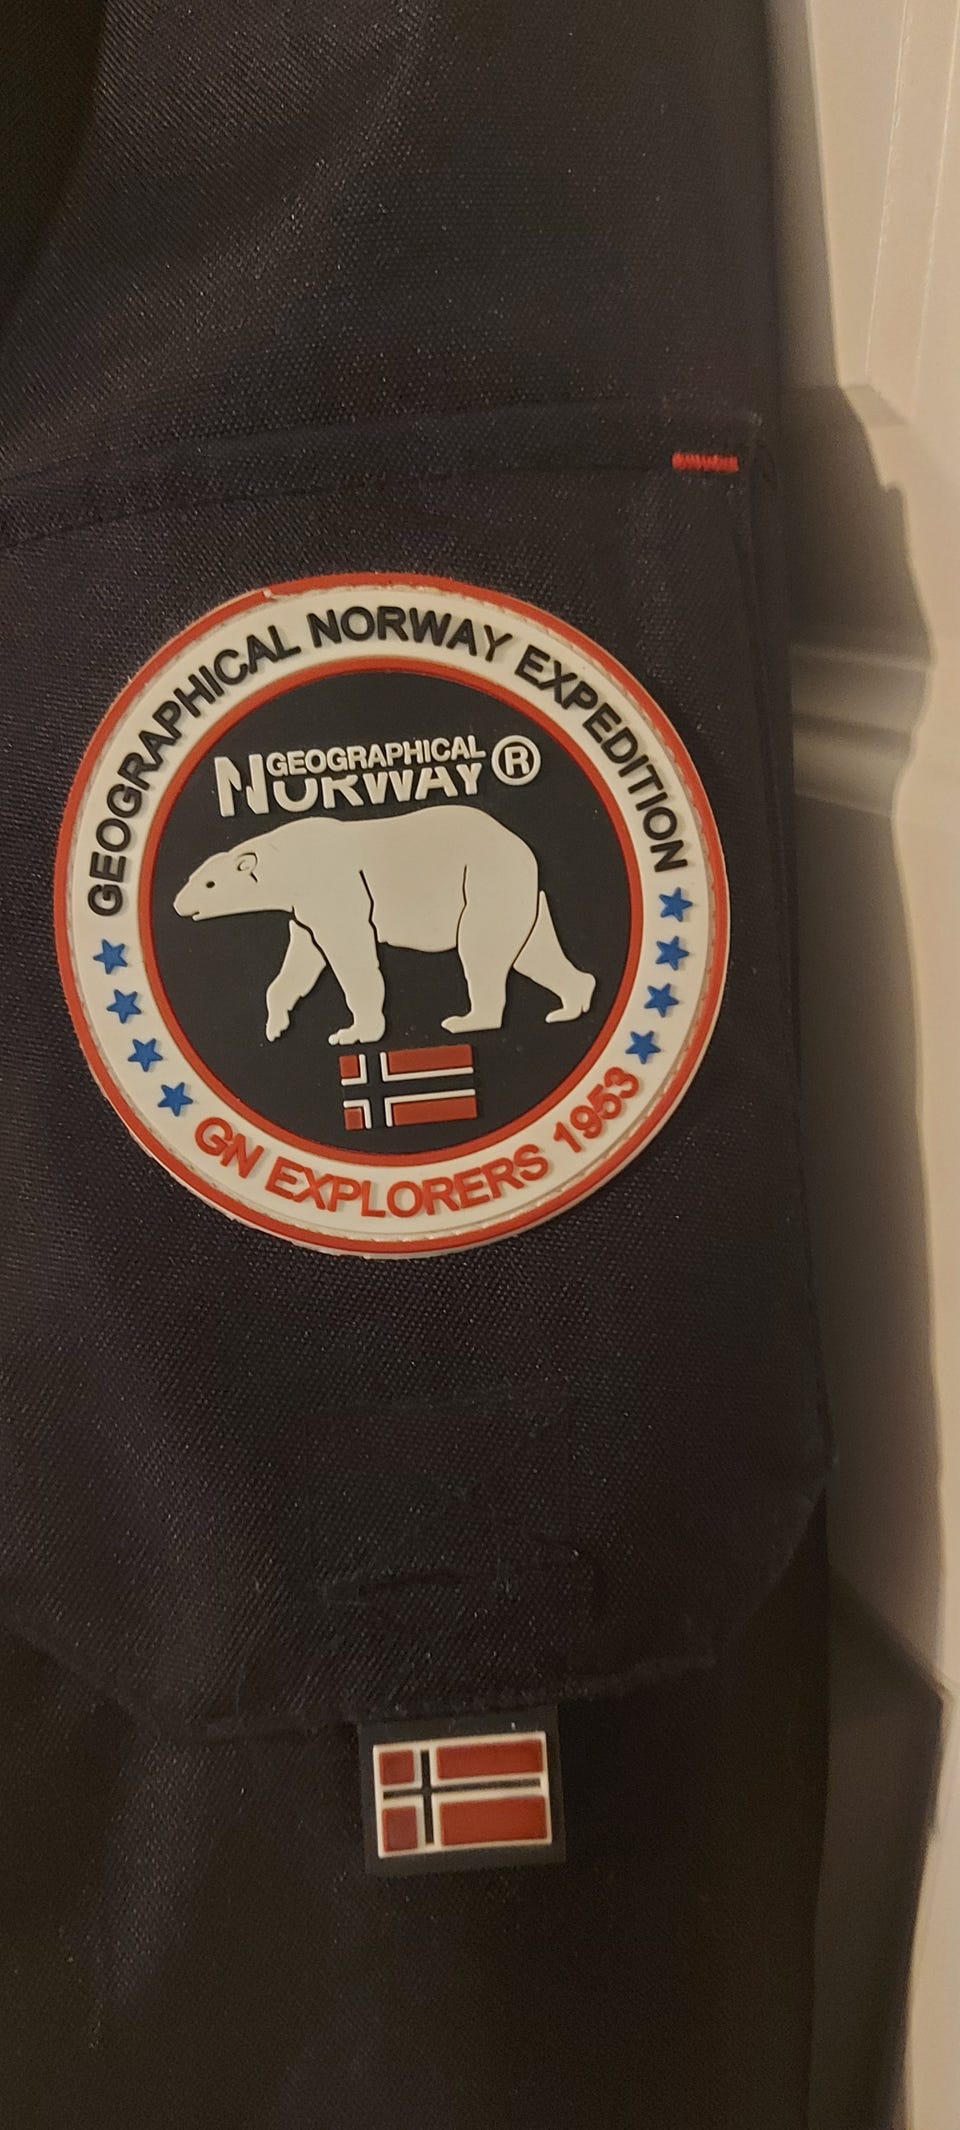 GEOGRAPHICAL NORWAY EXPEDITION
GEOGRAPHICAL
NORWAY ®
GN EXPLORERS 1953